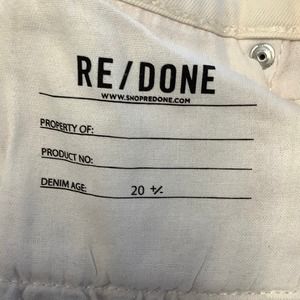 RE/DONE
WWW.SHOPREDONE.COM
PROPERTY OF:
PRODUCT NO:
DENIM AGE: 20 +/-